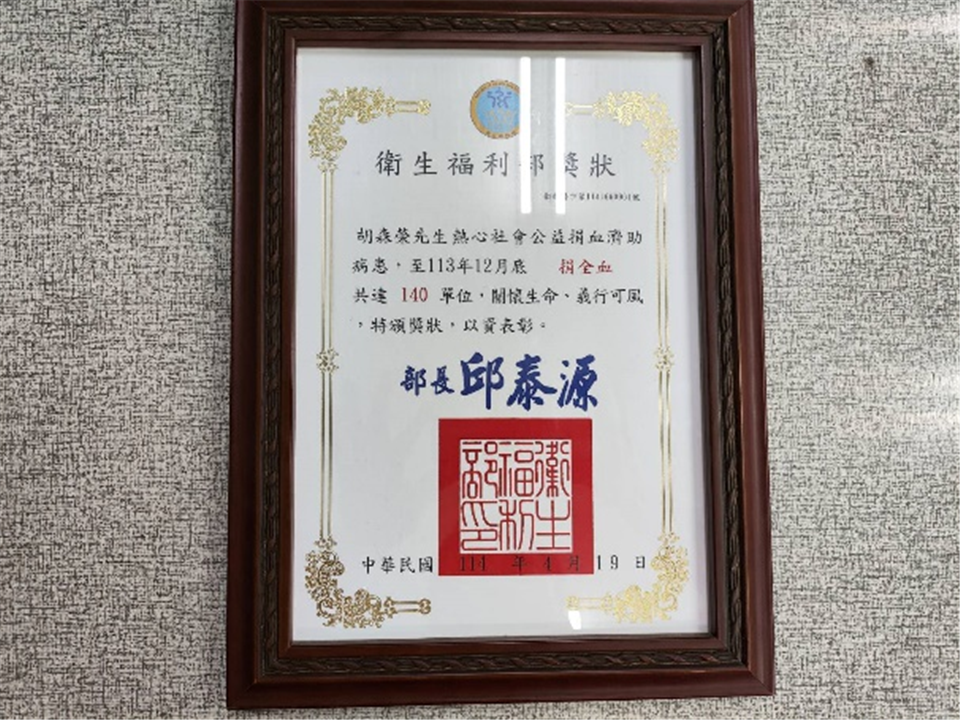 衛生福利部獎狀
胡森榮先生熱心社會公益捐血濟助
病患，至113年12月底 捐全血
共達 140 單位，關懷生命、義行可風
，特頒獎狀，以資表彰。
部長邱泰源
衛生福利部印
中華民國 114 年 4 月 19 日